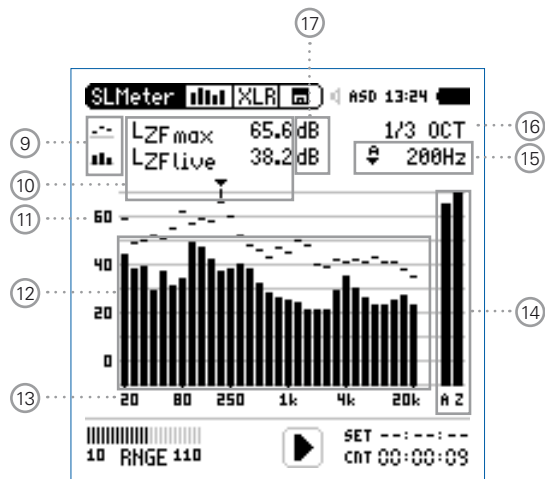 17
SLMeter XLR ASD 13:24
9 LZFmax 65.6 dB 1/3 OCT 16
LZFlive 38.2 dB 200Hz 15
10
11 60
40
12
20 14
0
13 20 80 250 1k 4k 20k A Z
SET --:--:--
10 RNGE 110 CNT 00:00:09